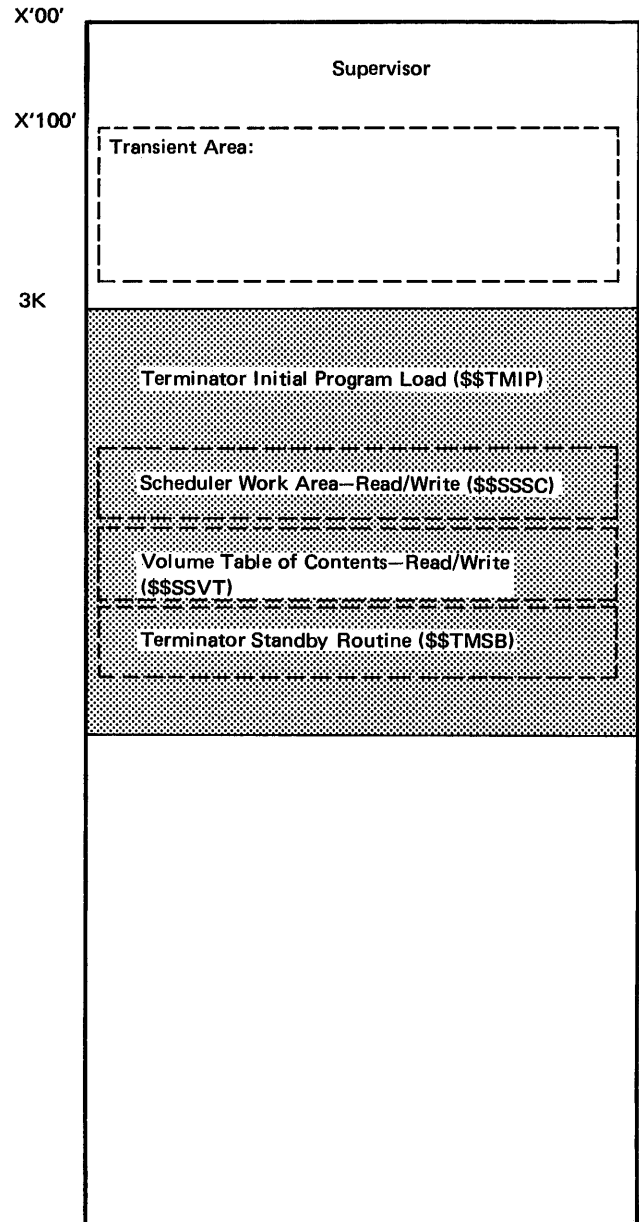 X'00'
Supervisor
X'100'
Transient Area:
3K
Terminator Initial Program Load ($$TMIP)
Scheduler Work Area—Read/Write ($$SSSC)
Volume Table of Contents—Read/Write
($$SSVT)
Terminator Standby Routine ($$TMSB)